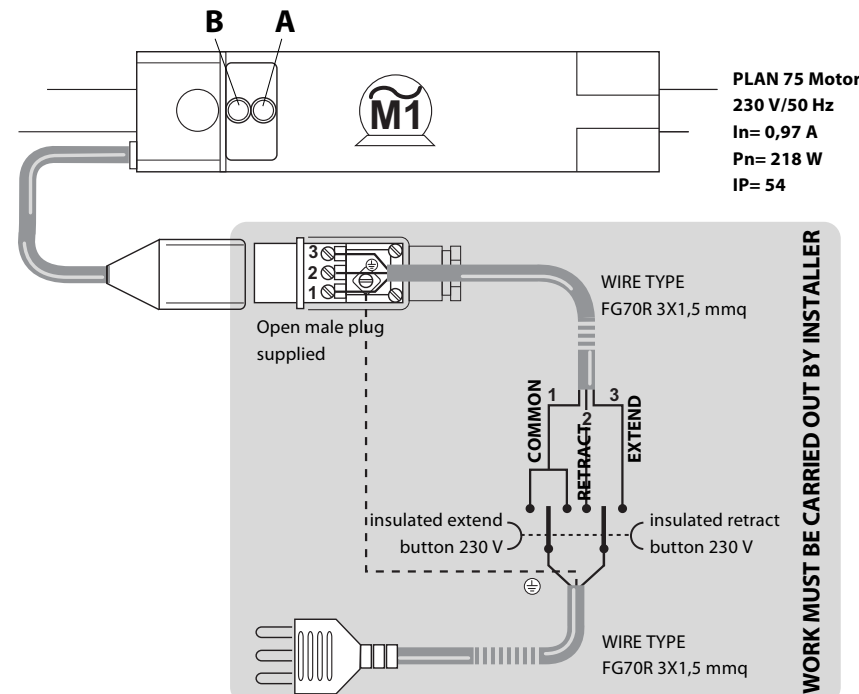 B A
M1
PLAN 75 Motor
230 V/50 Hz
In= 0,97 A
Pn= 218 W
IP= 54
3
2
1
Open male plug
supplied
WIRE TYPE
FG70R 3X1,5 mmq
1
2
3
COMMON
RETRACT
EXTEND
insulated extend
button 230 V
insulated retract
button 230 V
WIRE TYPE
FG70R 3X1,5 mmq
WORK MUST BE CARRIED OUT BY INSTALLER